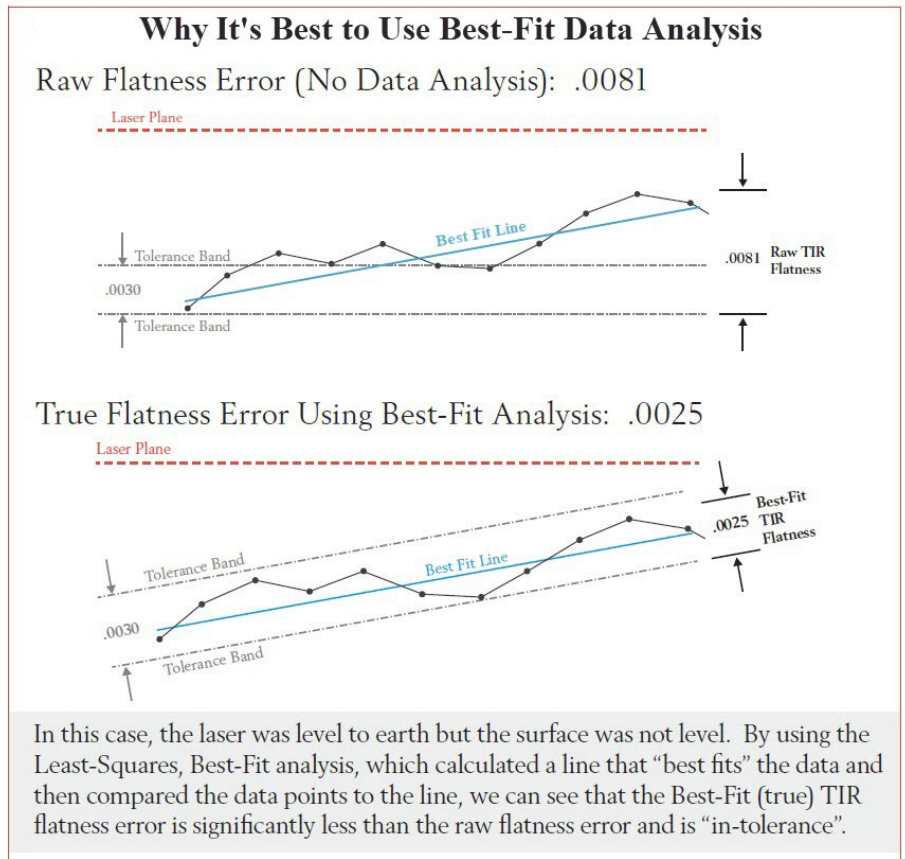 Why It's Best to Use Best-Fit Data Analysis
Raw Flatness Error (No Data Analysis): .0081
Laser Plane
Best Fit Line
Tolerance Band
.0081 Raw TIR
Flatness
.0030
Tolerance Band
True Flatness Error Using Best-Fit Analysis: .0025
Laser Plane
Best-Fit
.0025 TIR
Flatness
Tolerance Band
Best Fit Line
.0030
Tolerance Band
In this case, the laser was level to earth but the surface was not level. By using the
Least-Squares, Best-Fit analysis, which calculated a line that “best fits” the data and
then compared the data points to the line, we can see that the Best-Fit (true) TIR
flatness error is significantly less than the raw flatness error and is “in-tolerance”.